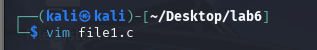 ┌──(kali㉿kali)-[~/Desktop/lab6]
└─$ vim file1.c